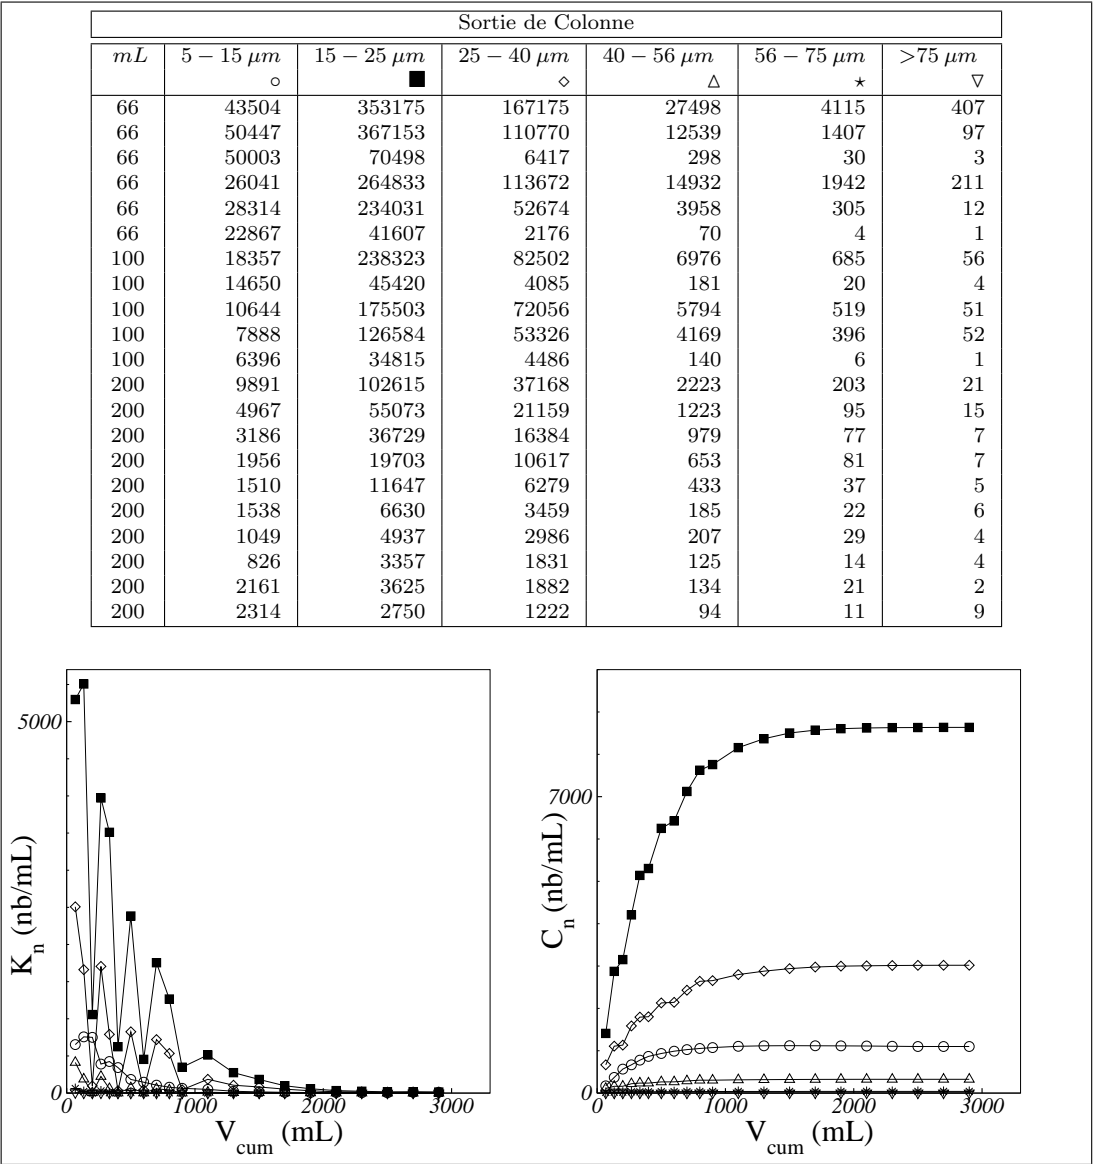 Sortie de Colonne
mL 5 – 15 μm 15 – 25 μm 25 – 40 μm 40 – 56 μm 56 – 75 μm >75 μm
○ ■ ◇ △ ⋆ ▽
66 43504 353175 167175 27498 4115 407
66 50447 367153 110770 12539 1407 97
66 50003 70498 6417 298 30 3
66 26041 264833 113672 14932 1942 211
66 28314 234031 52674 3958 305 12
66 22867 41607 2176 70 4 1
100 18357 238323 82502 6976 685 56
100 14650 45420 4085 181 20 4
100 10644 175503 72056 5794 519 51
100 7888 126584 53326 4169 396 52
100 6396 34815 4486 140 6 1
200 9891 102615 37168 2223 203 21
200 4967 55073 21159 1223 95 15
200 3186 36729 16384 979 77 7
200 1956 19703 10617 653 81 7
200 1510 11647 6279 433 37 5
200 1538 6630 3459 185 22 6
200 1049 4937 2986 207 29 4
200 826 3357 1831 125 14 4
200 2161 3625 1882 134 21 2
200 2314 2750 1222 94 11 9
5000
K_n (nb/mL)
0
0 1000 2000 3000
V_cum (mL)
7000
C_n (nb/mL)
0
0 1000 2000 3000
V_cum (mL)